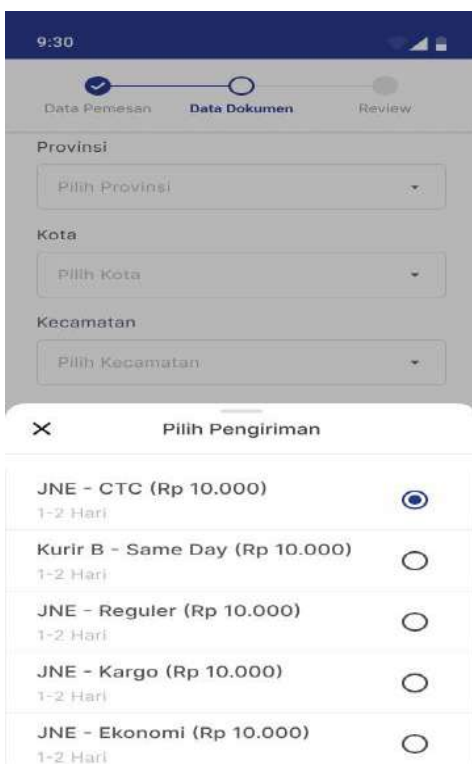 9:30
Data Pemesan Data Dokumen Review
Provinsi
Pilih Provinsi
Kota
Pilih Kota
Kecamatan
Pilih Kecamatan
Pilih Pengiriman
JNE - CTC (Rp 10.000)
1-2 Hari
Kurir B - Same Day (Rp 10.000)
1-2 Hari
JNE - Reguler (Rp 10.000)
1-2 Hari
JNE - Kargo (Rp 10.000)
1-2 Hari
JNE - Ekonomi (Rp 10.000)
1-2 Hari